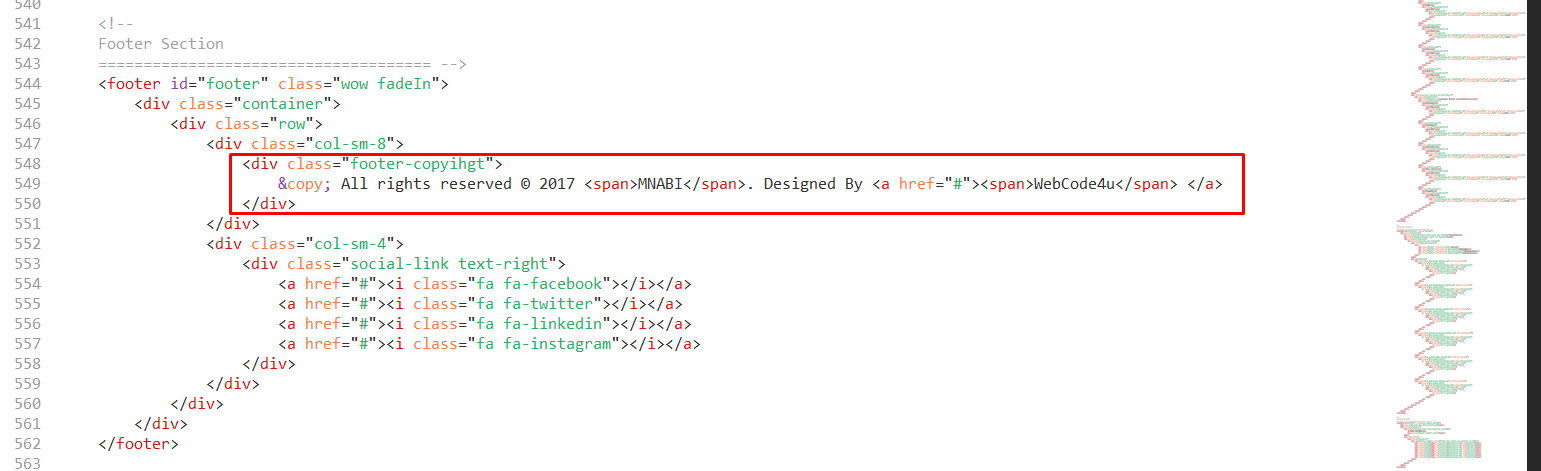 540
541 <!--
542 Footer Section
543 ===================================== -->
544 <footer id="footer" class="wow fadeIn">
545 <div class="container">
546 <div class="row">
547 <div class="col-sm-8">
548 <div class="footer-copyihgt">
549 &copy; All rights reserved © 2017 <span>MNABI</span>. Designed By <a href="#"><span>WebCode4u</span> </a>
550 </div>
551 </div>
552 <div class="col-sm-4">
553 <div class="social-link text-right">
554 <a href="#"><i class="fa fa-facebook"></i></a>
555 <a href="#"><i class="fa fa-twitter"></i></a>
556 <a href="#"><i class="fa fa-linkedin"></i></a>
557 <a href="#"><i class="fa fa-instagram"></i></a>
558 </div>
559 </div>
560 </div>
561 </div>
562 </footer>
563